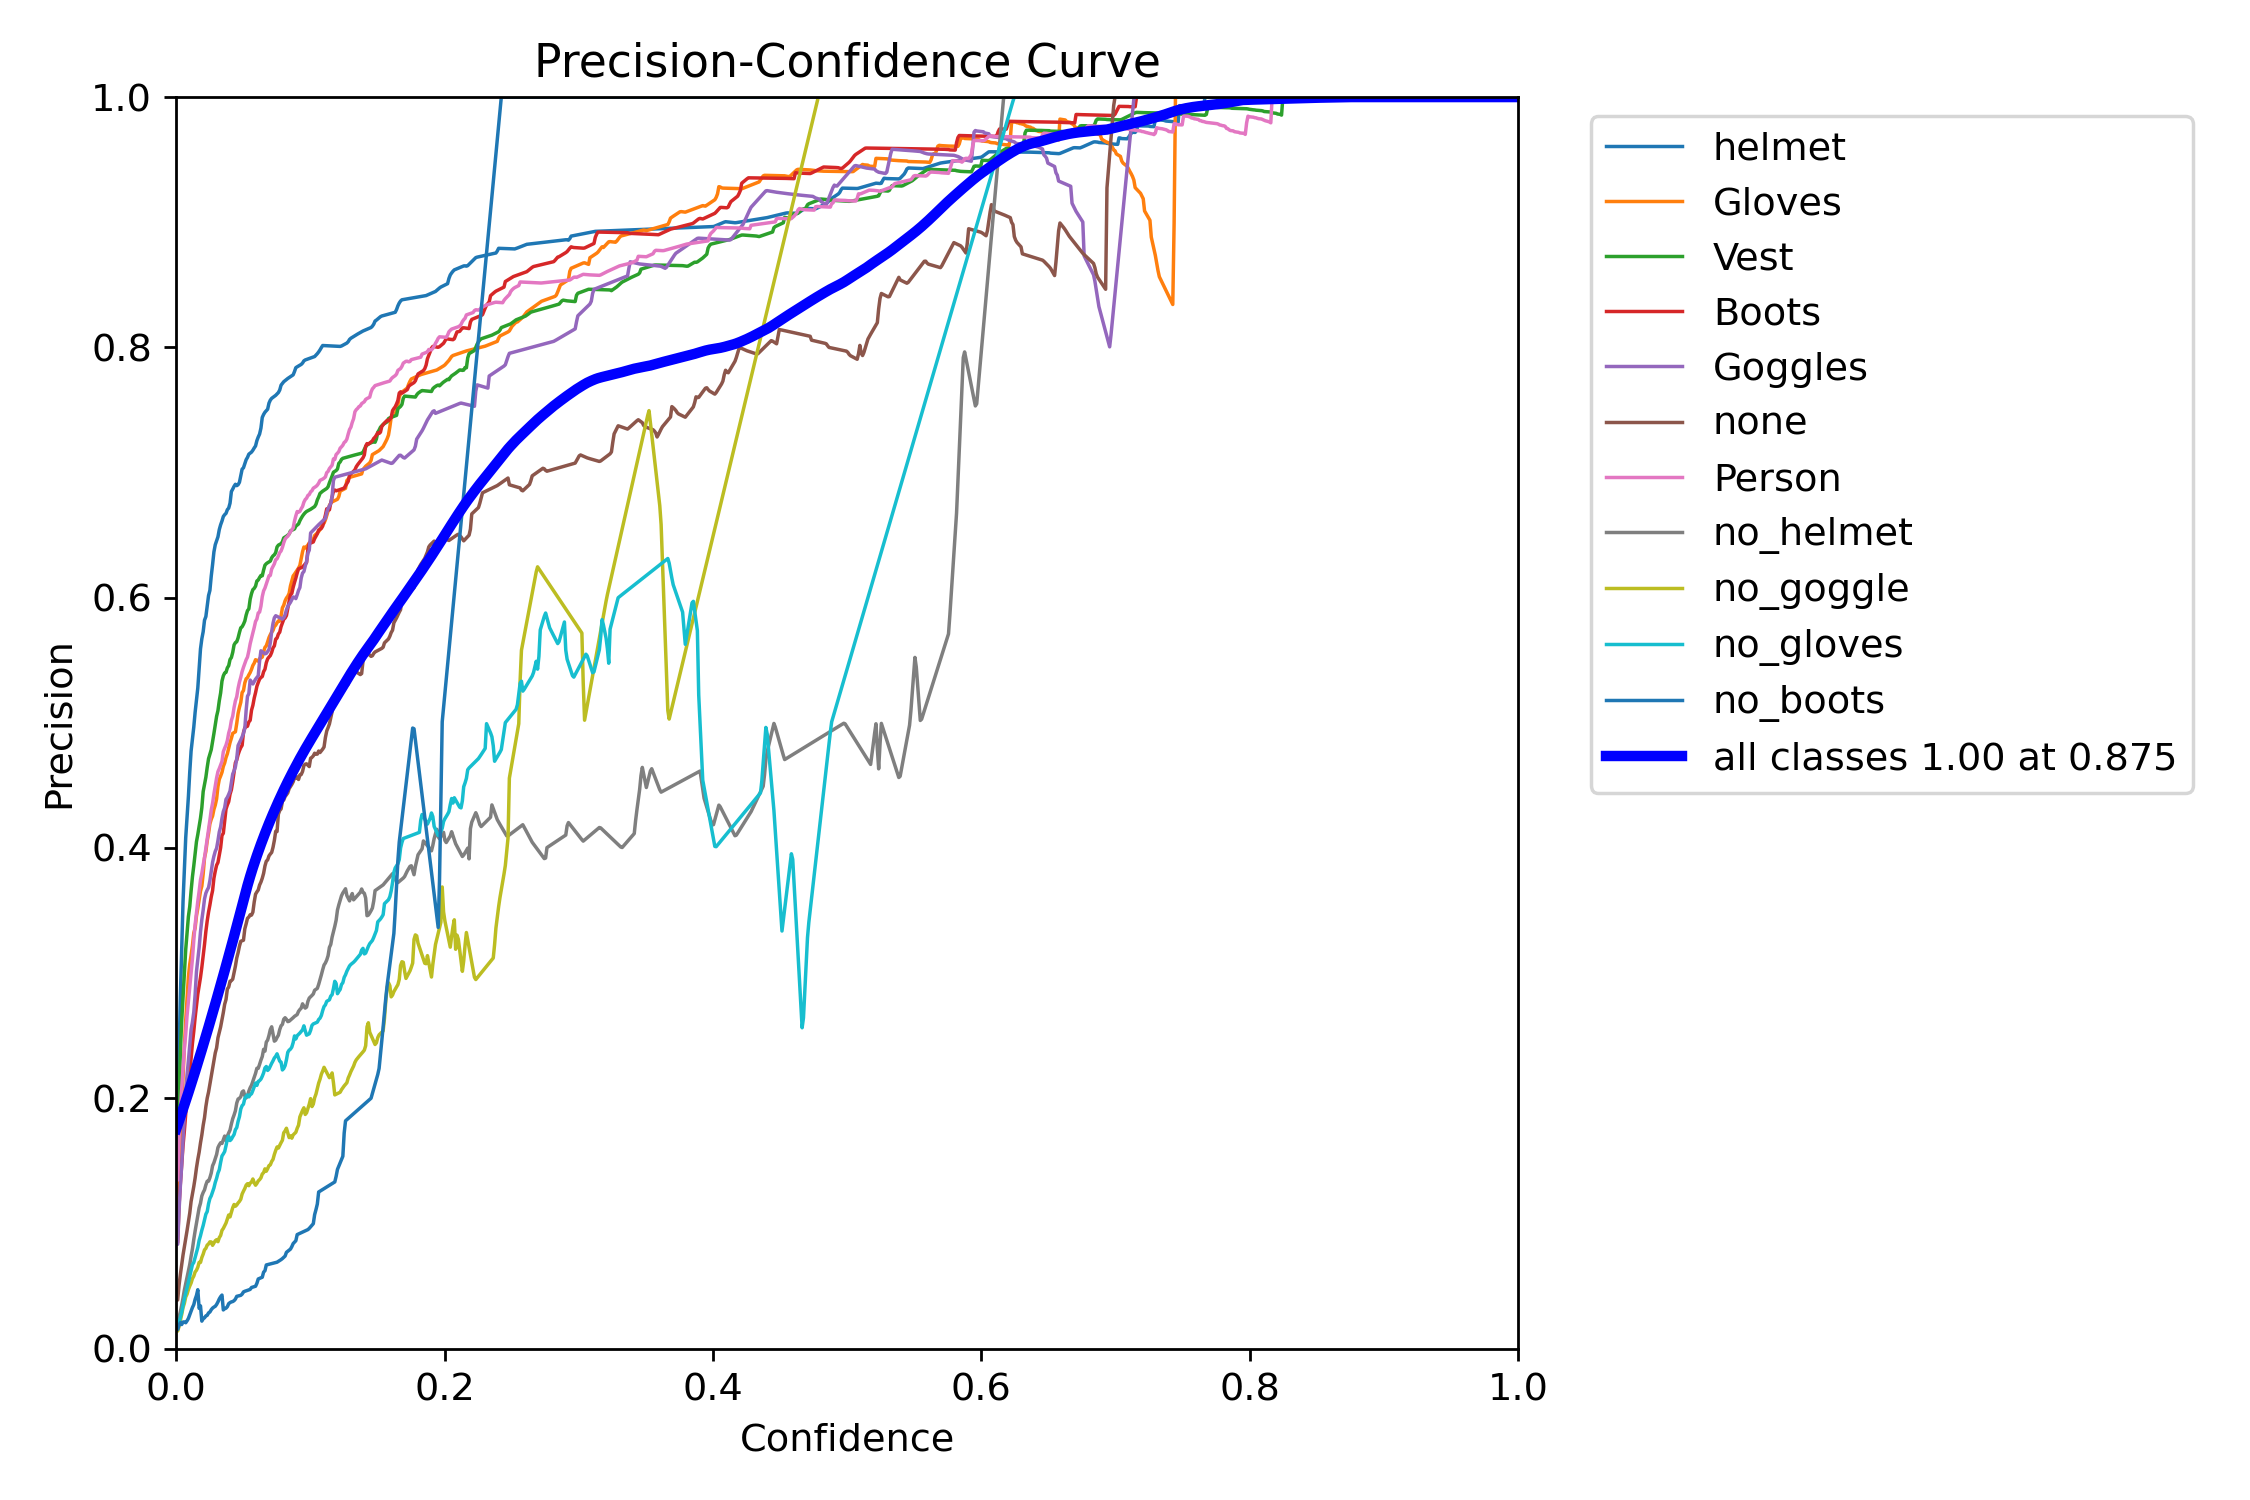 Precision-Confidence Curve
1.0
0.8
0.6
0.4
0.2
0.0
Precision
0.0 0.2 0.4 0.6 0.8 1.0
Confidence
helmet
Gloves
Vest
Boots
Goggles
none
Person
no_helmet
no_goggle
no_gloves
no_boots
all classes 1.00 at 0.875